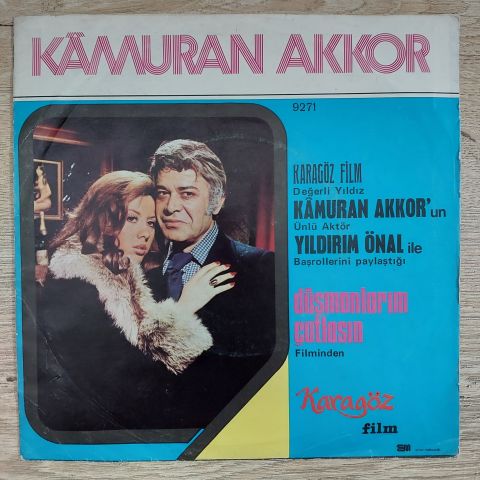 KÂMURAN AKKOR
9271
KARAGÖZ FİLM
Değerli Yıldız
KÂMURAN AKKOR'un
Ünlü Aktör
YILDIRIM ÖNAL ile
Başrollerini paylaştığı
düşmanlarım
çatlasın
Filminden
Karagöz
film